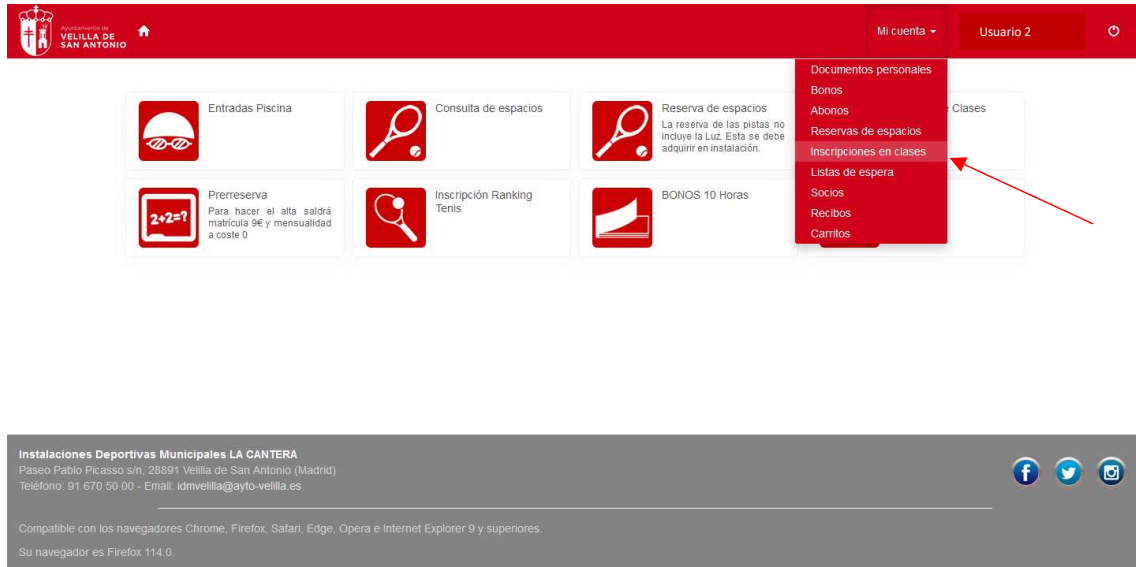 Ayuntamiento de
VELILLA DE
SAN ANTONIO
Mi cuenta
Usuario 2
Documentos personales
Bonos
Abonos
Reservas de espacios
Inscripciones en clases
Listas de espera
Socios
Recibos
Carritos
Entradas Piscina
Consulta de espacios
Reserva de espacios
La reserva de las pistas no
incluye la Luz. Esta se debe
adquirir en instalación.
Clases
2+2=?
Prerreserva
Para hacer el alta saldrá
matrícula 9€ y mensualidad
a coste 0
Inscripción Ranking
Tenis
BONOS 10 Horas
Instalaciones Deportivas Municipales LA CANTERA
Paseo Pablo Picasso s/n, 28891 Velilla de San Antonio (Madrid)
Teléfono: 91 670 50 00 - Email: idmvelilla@ayto-velilla.es
Compatible con los navegadores Chrome, Firefox, Safari, Edge, Opera e Internet Explorer 9 y superiores.
Su navegador es Firefox 114.0.